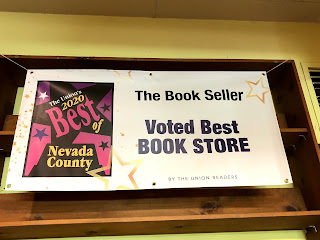 The Union's
2020
Best
of
Nevada
County
The Book Seller
Voted Best
BOOK STORE
BY THE UNION READERS